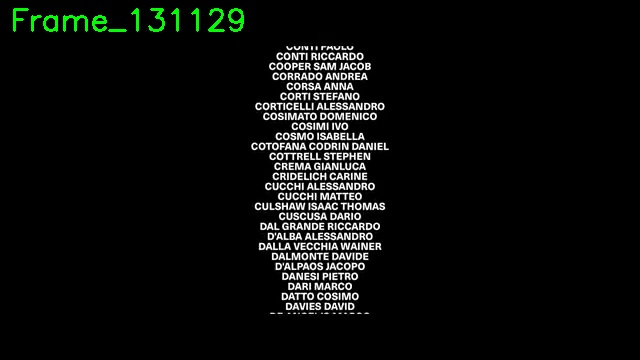 Frame_131129
CONTI PAOLO
CONTI RICCARDO
COOPER SAM JACOB
CORRADO ANDREA
CORSA ANNA
CORTI STEFANO
CORTICELLI ALESSANDRO
COSIMATO DOMENICO
COSIMI IVO
COSMO ISABELLA
COTOFANA CODRIN DANIEL
COTTRELL STEPHEN
CREMA GIANLUCA
CRIDELICH CARINE
CUCCHI ALESSANDRO
CUCCHI MATTEO
CULSHAW ISAAC THOMAS
CUSCUSA DARIO
DAL GRANDE RICCARDO
D'ALBA ALESSANDRO
DALLA VECCHIA WAINER
DALMONTE DAVIDE
D'ALPAOS JACOPO
DANESI PIETRO
DARI MARCO
DATTO COSIMO
DAVIES DAVID